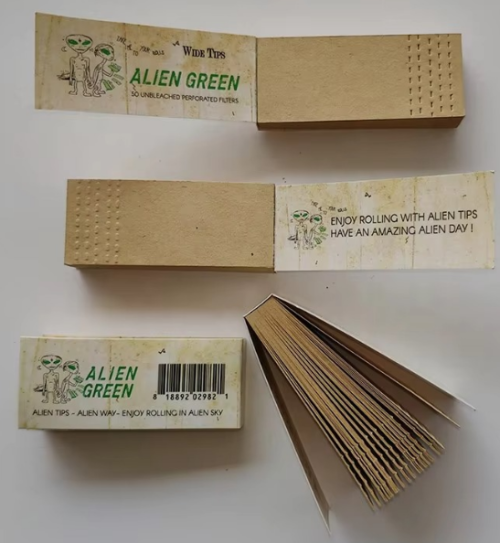 WIDE TIPS
ALIEN GREEN
50 UNBLEACHED PERFORATED FILTERS
ENJOY ROLLING WITH ALIEN TIPS
HAVE AN AMAZING ALIEN DAY !
ALIEN
GREEN
8 18892 02982 1
ALIEN TIPS - ALIEN WAY- ENJOY ROLLING IN ALIEN SKY